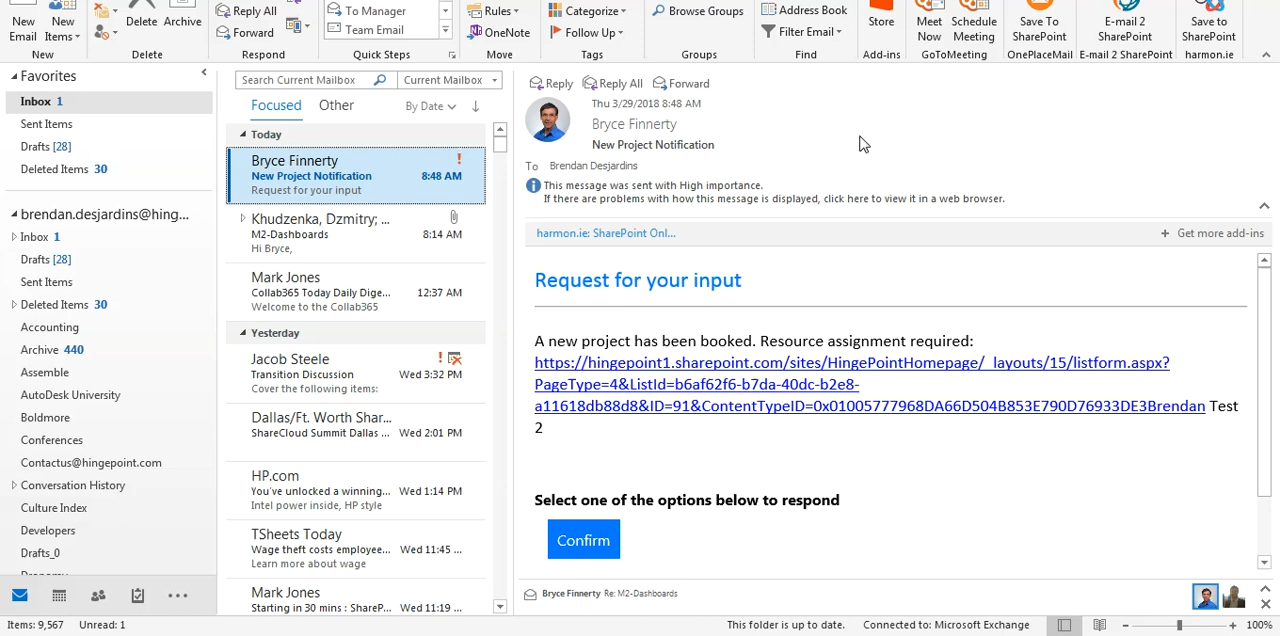 New Email
New Items
New
Delete
Archive
Delete
Reply All
Forward
Respond
To Manager
Team Email
Quick Steps
Rules
OneNote
Move
Categorize
Follow Up
Tags
Browse Groups
Groups
Address Book
Filter Email
Find
Store
Add-ins
Meet Now
Schedule Meeting
GoToMeeting
Save To SharePoint
OnePlaceMail
E-mail 2 SharePoint
E-mail 2 SharePoint
Save to SharePoint
harmon.ie
Favorites
Inbox 1
Sent Items
Drafts [28]
Deleted Items 30
brendan.desjardins@hing...
Inbox 1
Drafts [28]
Sent Items
Deleted Items 30
Accounting
Archive 440
Assemble
AutoDesk University
Boldmore
Conferences
Contactus@hingepoint.com
Conversation History
Culture Index
Developers
Drafts_0
Search Current Mailbox
Current Mailbox
Focused Other
By Date
Today
Bryce Finnerty !
New Project Notification 8:48 AM
Request for your input
Khudzenka, Dzmitry; ...
M2-Dashboards 8:14 AM
Hi Bryce,
Mark Jones
Collab365 Today Daily Dige... 12:37 AM
Welcome to the Collab365
Yesterday
Jacob Steele !
Transition Discussion Wed 3:32 PM
Cover the following items:
Dallas/Ft. Worth Shar...
ShareCloud Summit Dallas ... Wed 2:01 PM
HP.com
You've unlocked a winning... Wed 1:14 PM
Intel power inside, HP style
TSheets Today
Wage theft costs employee... Wed 11:45 ...
Learn more about wage
Mark Jones
Starting in 30 mins : ShareP... Wed 11:19 ...
Reply Reply All Forward
Thu 3/29/2018 8:48 AM
Bryce Finnerty
New Project Notification
To Brendan Desjardins
This message was sent with High importance.
If there are problems with how this message is displayed, click here to view it in a web browser.
harmon.ie: SharePoint Onl...
+ Get more add-ins
Request for your input
A new project has been booked. Resource assignment required:
https://hingepoint1.sharepoint.com/sites/HingePointHomepage/_layouts/15/listform.aspx?
PageType=4&ListId=b6af62f6-b7da-40dc-b2e8-
a11618db88d8&ID=91&ContentTypeID=0x01005777968DA66D504B853E790D76933DE3Brendan Test
2
Select one of the options below to respond
Confirm
Bryce Finnerty Re: M2-Dashboards
Items: 9,567 Unread: 1
This folder is up to date. Connected to: Microsoft Exchange
100%